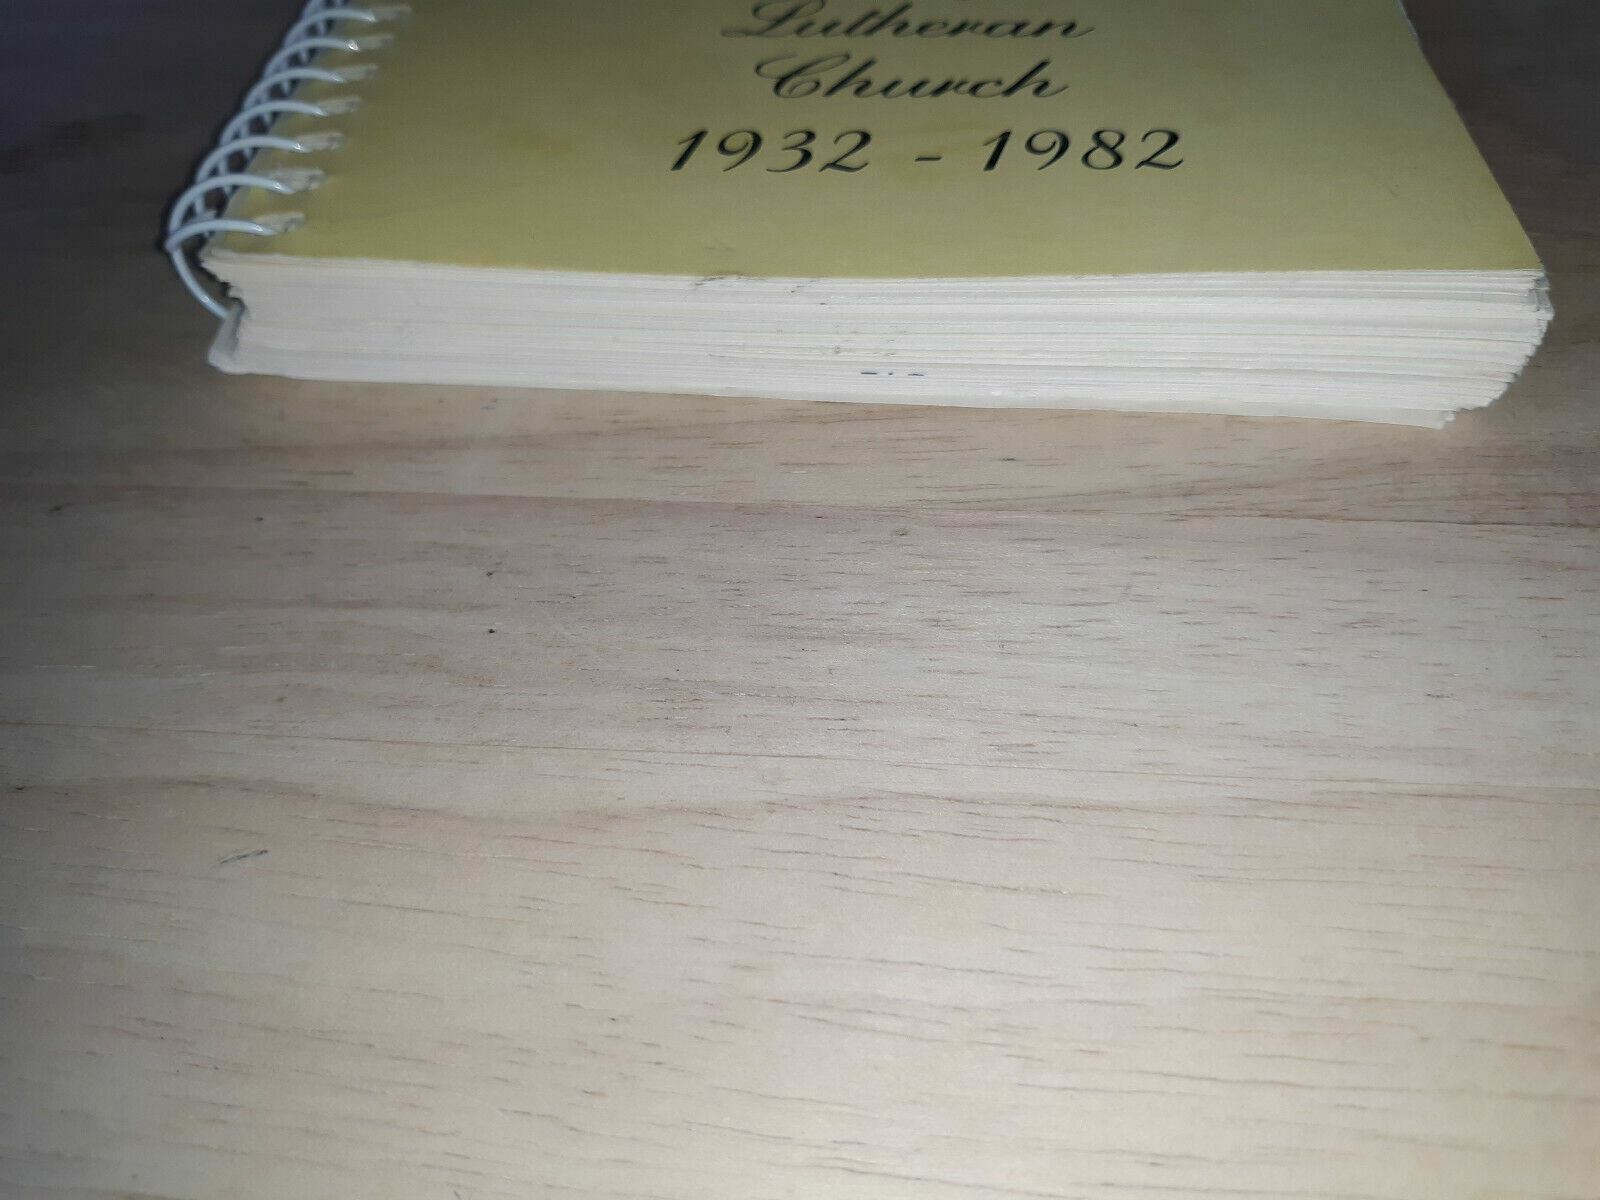 Lutheran
Church
1932 - 1982